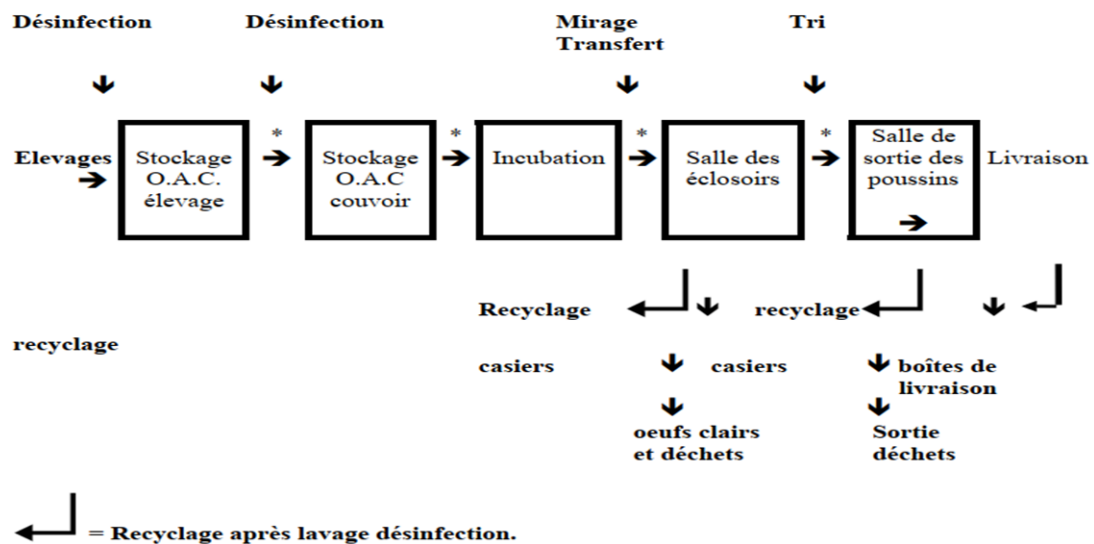 Désinfection
Désinfection
Mirage
Transfert
Tri
*
*
*
*
Elevages
Stockage
O.A.C.
élevage
Stockage
O.A.C
couvoir
Incubation
Salle des
éclosoirs
Salle de
sortie des
poussins
Livraison
Recyclage
recyclage
recyclage
casiers
casiers
boîtes de
livraison
oeufs clairs
et déchets
Sortie
déchets
= Recyclage après lavage désinfection.